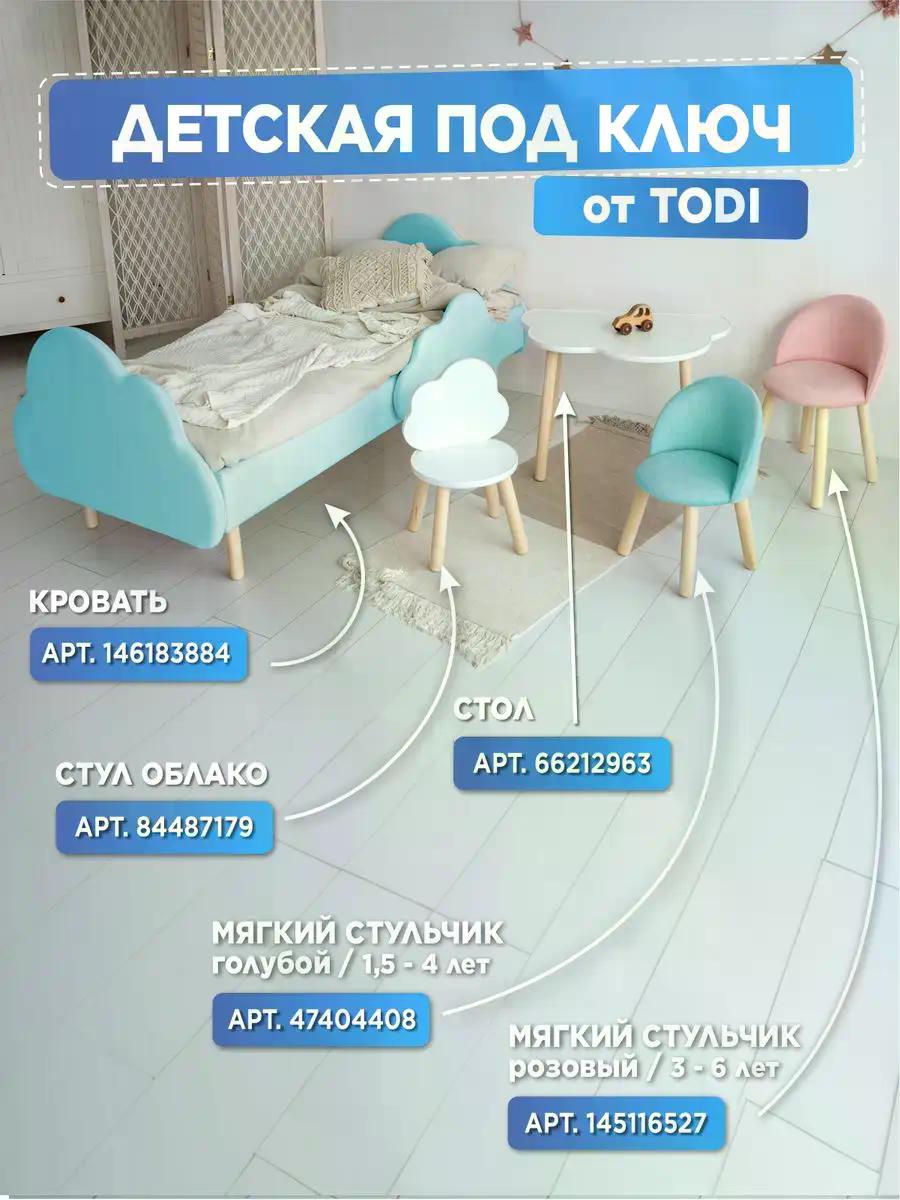 ДЕТСКАЯ ПОД КЛЮЧ
от TODI
КРОВАТЬ
АРТ. 146183884
СТОЛ
АРТ. 66212963
СТУЛ ОБЛАКО
АРТ. 84487179
МЯГКИЙ СТУЛЬЧИК
голубой / 1,5 - 4 лет
АРТ. 47404408
МЯГКИЙ СТУЛЬЧИК
розовый / 3 - 6 лет
АРТ. 145116527